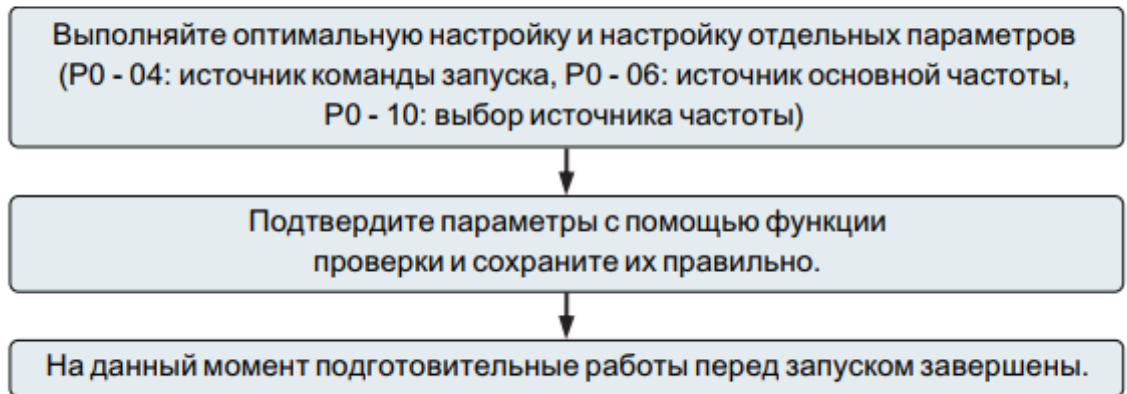 Выполняйте оптимальную настройку и настройку отдельных параметров
(P0 - 04: источник команды запуска, P0 - 06: источник основной частоты,
P0 - 10: выбор источника частоты)
Подтвердите параметры с помощью функции
проверки и сохраните их правильно.
На данный момент подготовительные работы перед запуском завершены.